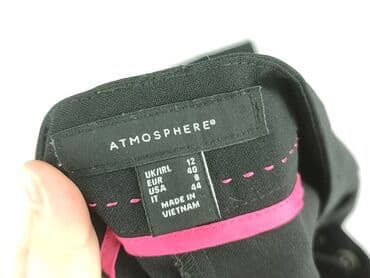 ATMOSPHERE®
UK/IRL 12
EUR 40
USA 8
IT 44
MADE IN
VIETNAM